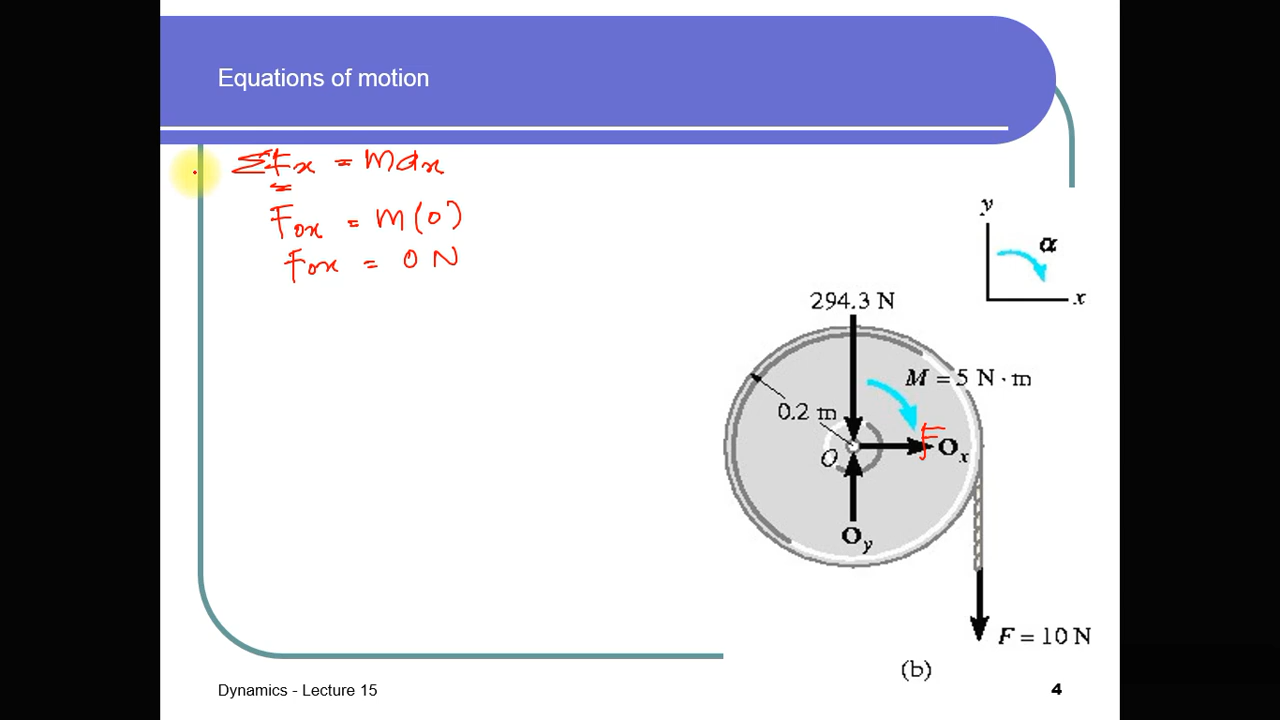 Equations of motion
ΣFx = max
Fox = m(0)
Fox = 0 N
y
α
x
294.3 N
M = 5 N · m
0.2 m
F
O
Ox
Oy
F = 10 N
(b)
Dynamics - Lecture 15
4